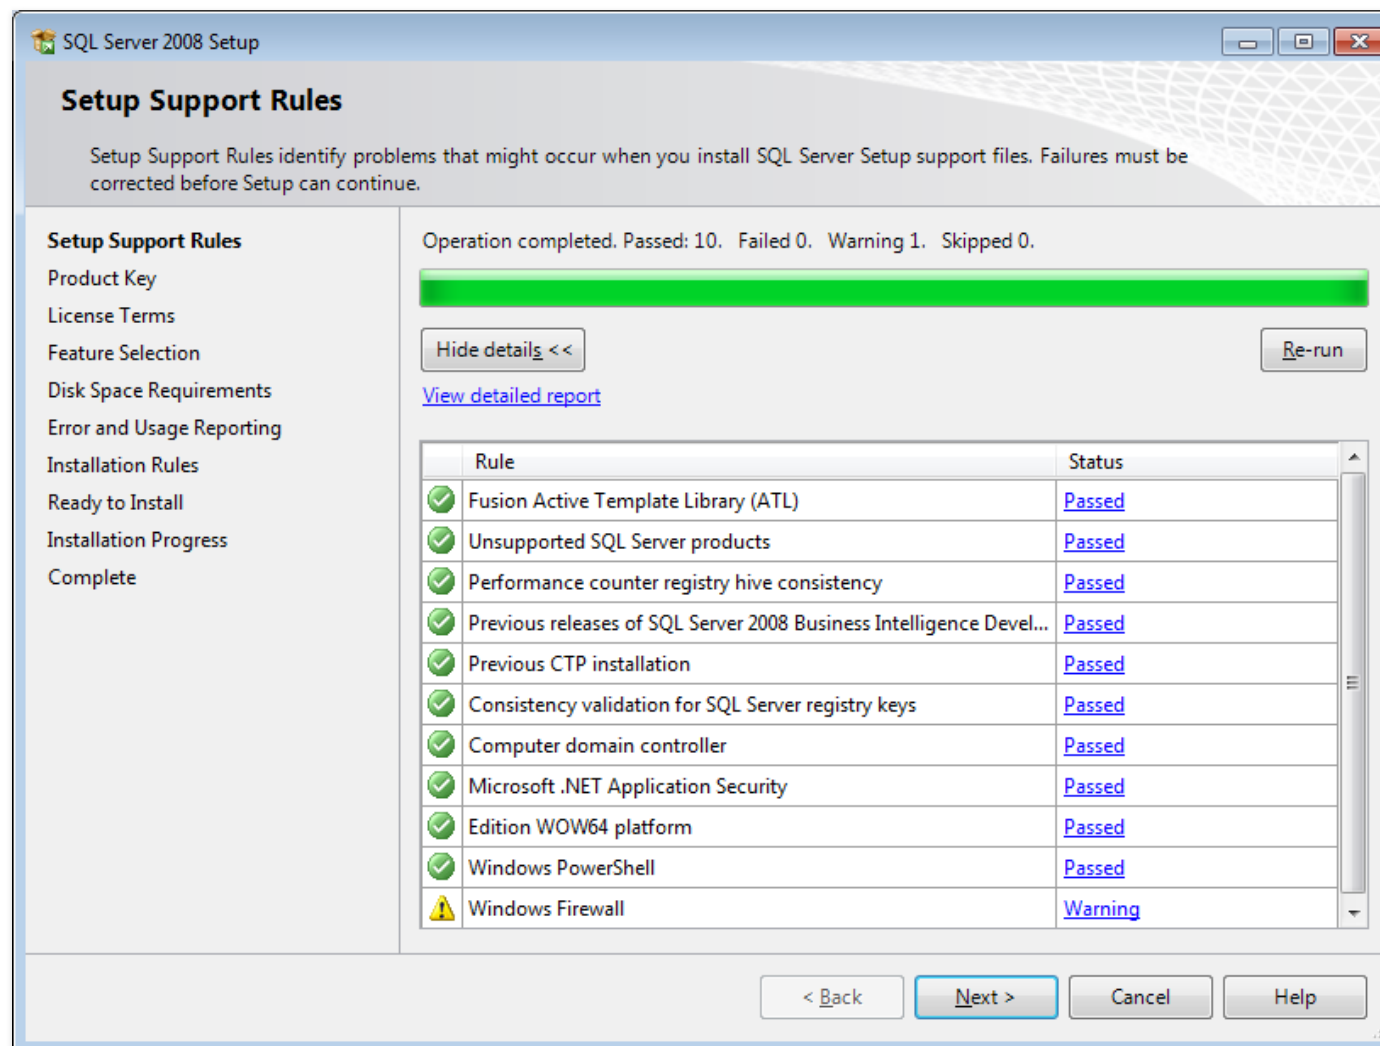 SQL Server 2008 Setup
Setup Support Rules
Setup Support Rules identify problems that might occur when you install SQL Server Setup support files. Failures must be
corrected before Setup can continue.
Setup Support Rules
Product Key
License Terms
Feature Selection
Disk Space Requirements
Error and Usage Reporting
Installation Rules
Ready to Install
Installation Progress
Complete
Operation completed. Passed: 10.   Failed 0.   Warning 1.   Skipped 0.
Hide details <<
Re-run
View detailed report
Rule Status
Fusion Active Template Library (ATL) Passed
Unsupported SQL Server products Passed
Performance counter registry hive consistency Passed
Previous releases of SQL Server 2008 Business Intelligence Devel... Passed
Previous CTP installation Passed
Consistency validation for SQL Server registry keys Passed
Computer domain controller Passed
Microsoft .NET Application Security Passed
Edition WOW64 platform Passed
Windows PowerShell Passed
Windows Firewall Warning
< Back Next > Cancel Help